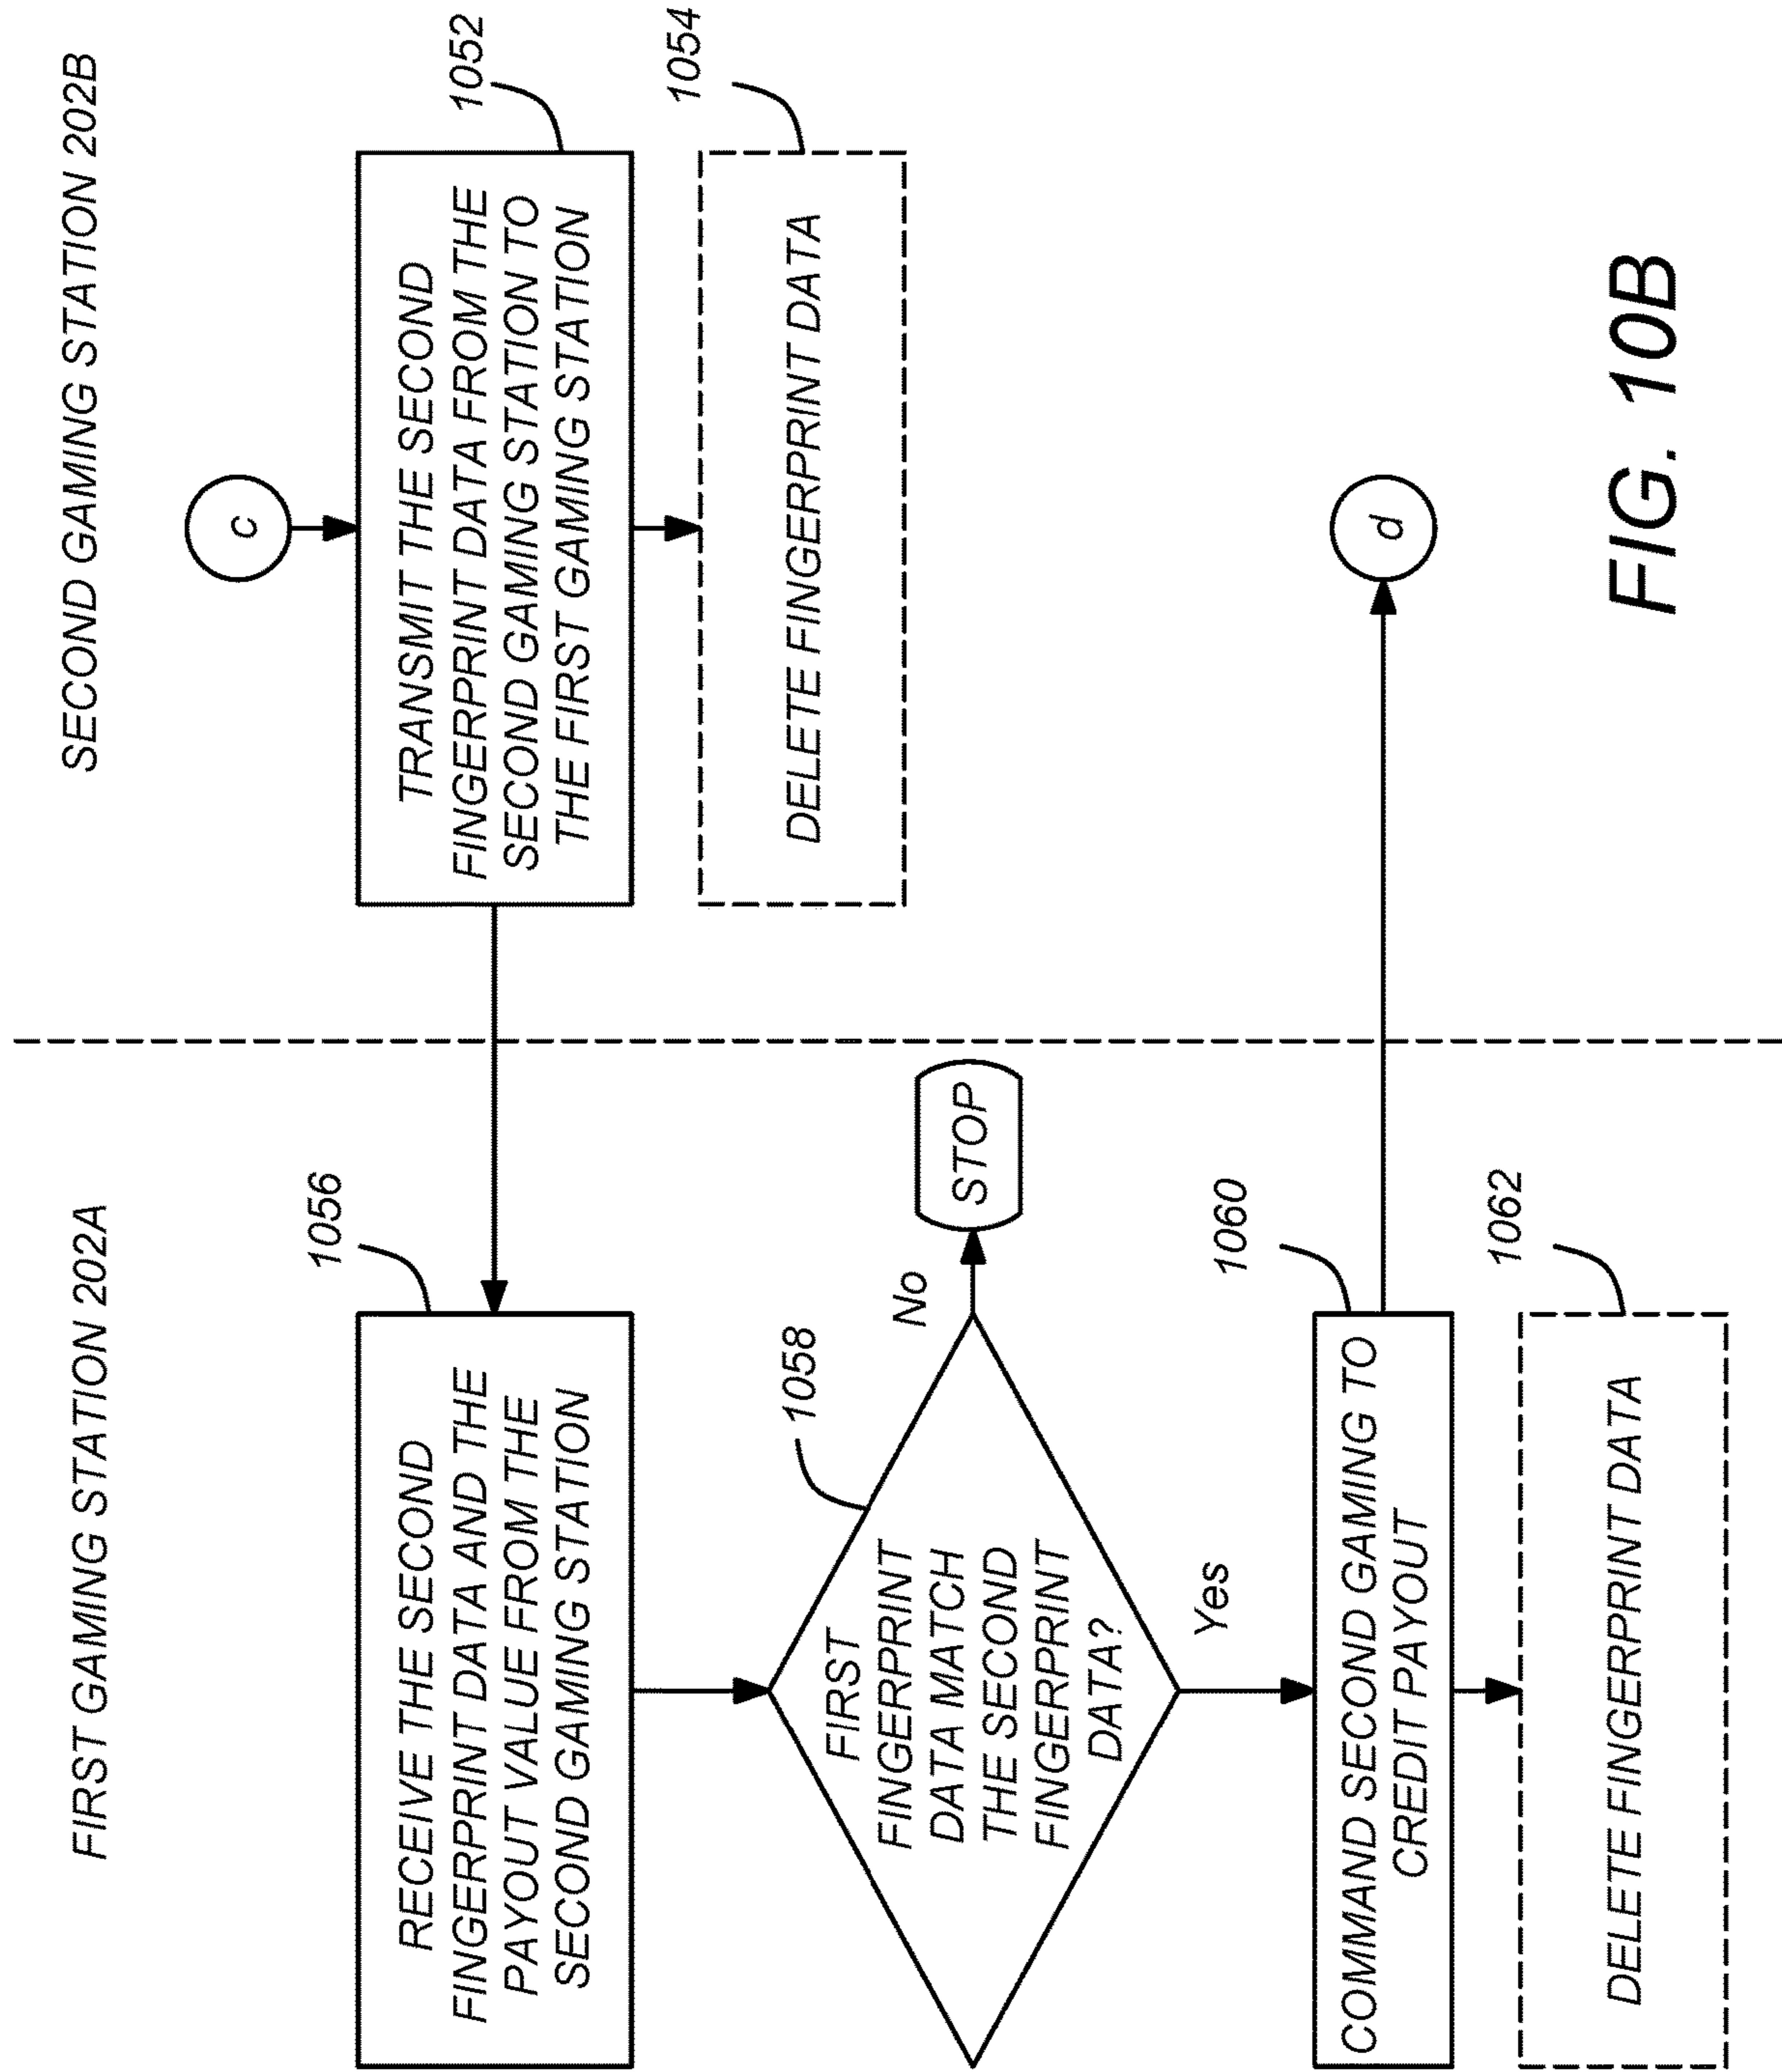 FIRST GAMING STATION 202A
SECOND GAMING STATION 202B
c
1052
TRANSMIT THE SECOND
FINGERPRINT DATA FROM THE
SECOND GAMING STATION TO
THE FIRST GAMING STATION
1054
DELETE FINGERPRINT DATA
1056
RECEIVE THE SECOND
FINGERPRINT DATA AND THE
PAYOUT VALUE FROM THE
SECOND GAMING STATION
1058
FIRST
FINGERPRINT
DATA MATCH
THE SECOND
FINGERPRINT
DATA?
No
STOP
Yes
1060
COMMAND SECOND GAMING TO
CREDIT PAYOUT
d
1062
DELETE FINGERPRINT DATA
FIG. 10B